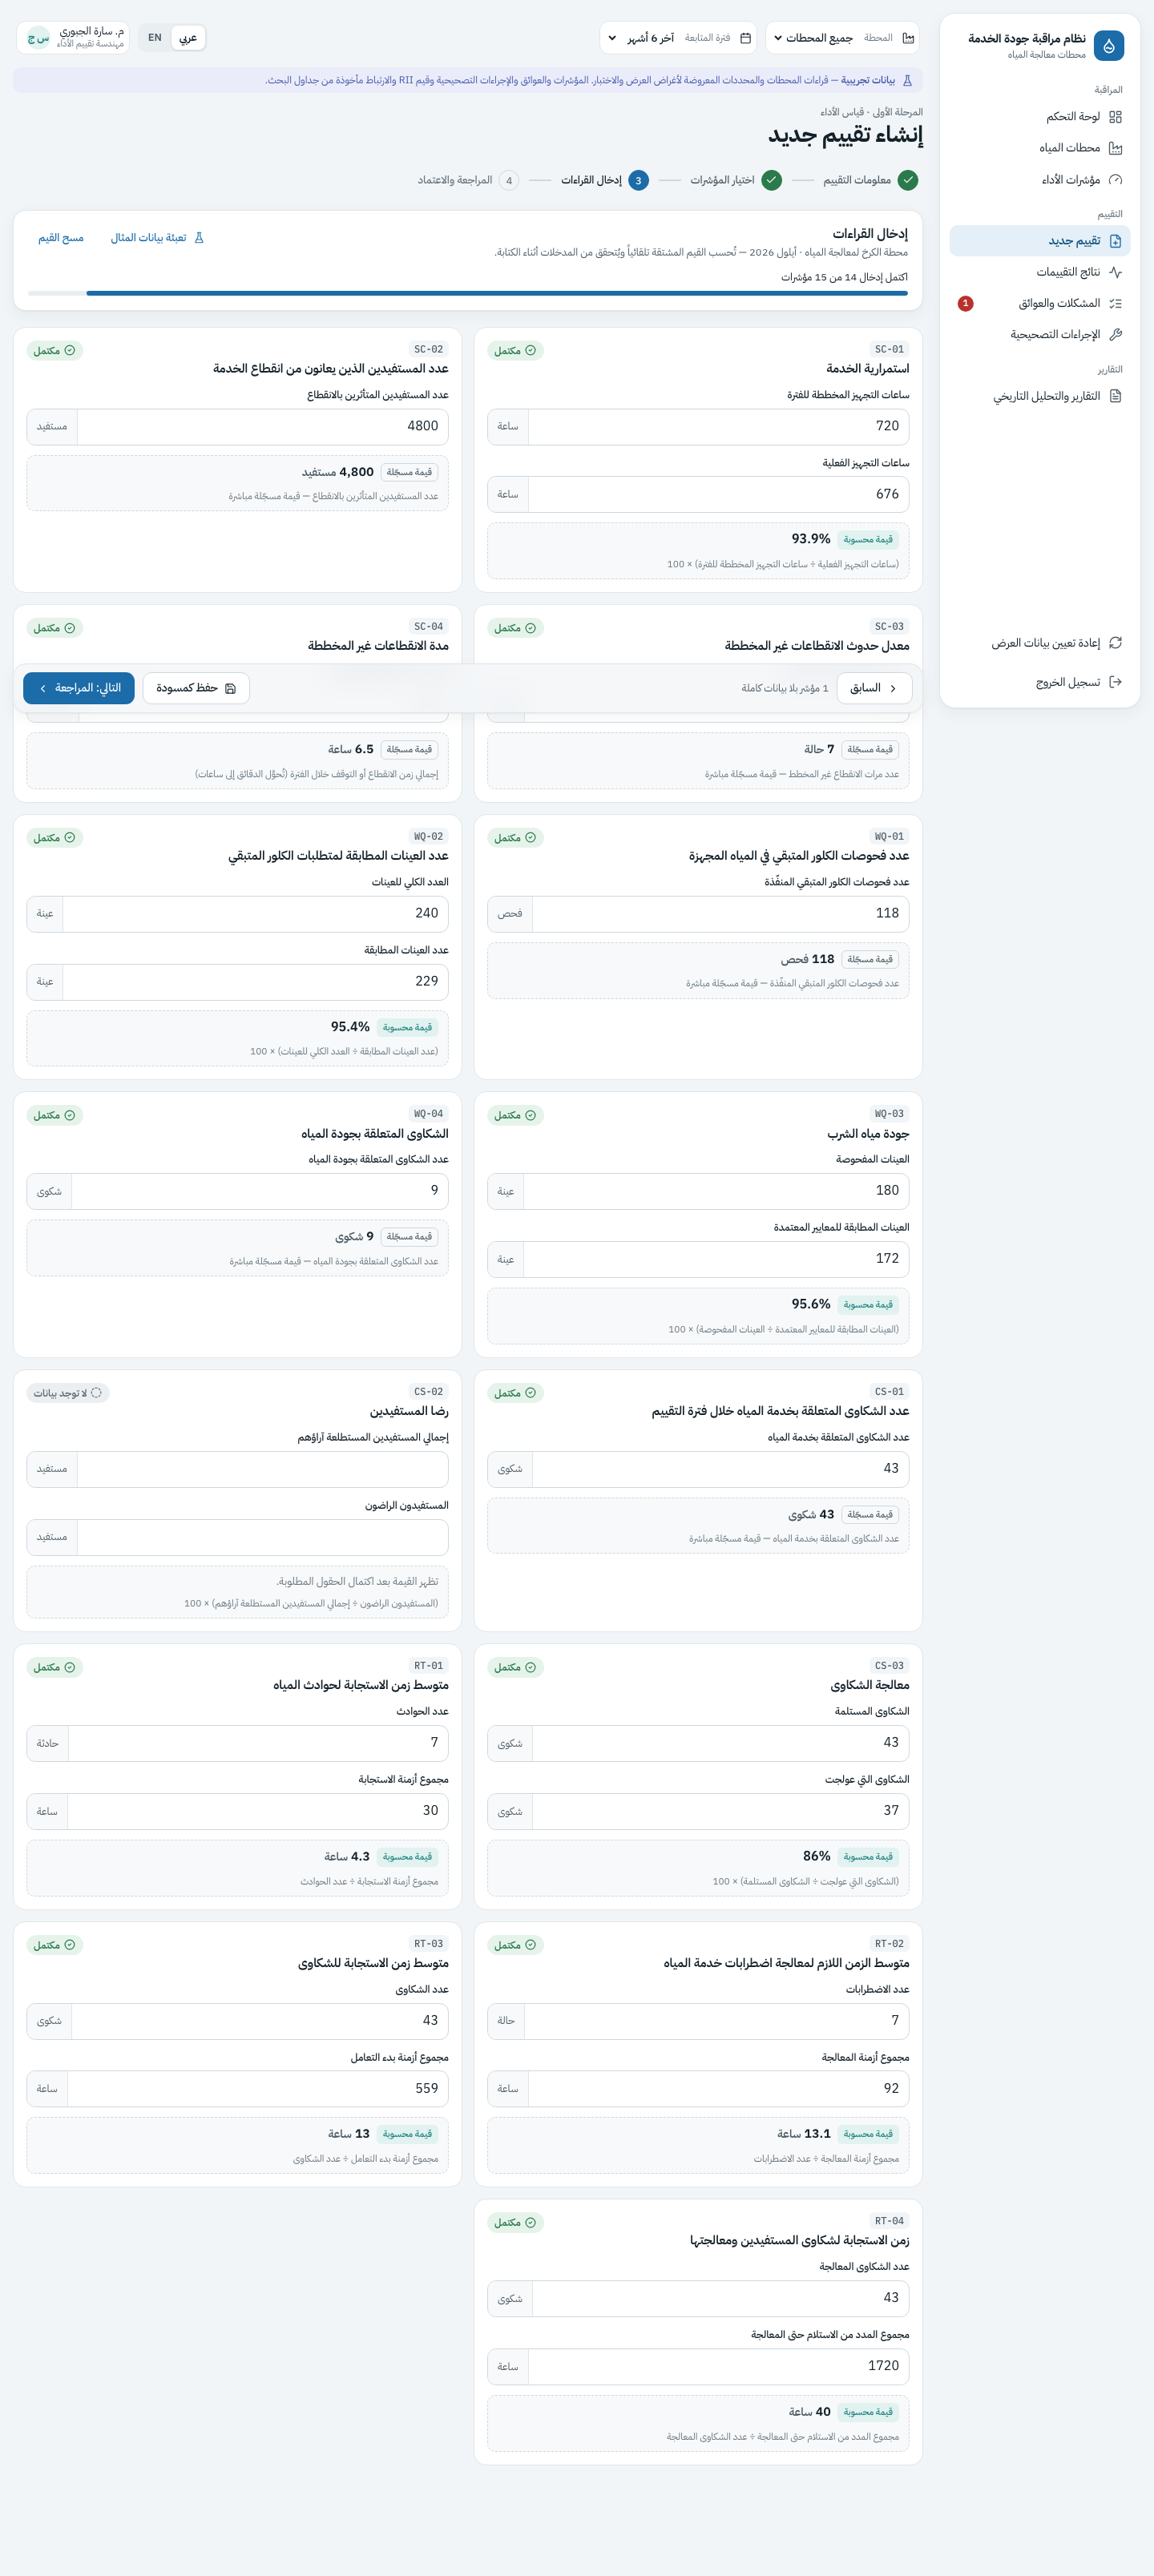 نظام مراقبة جودة الخدمة
محطات معالجة المياه
المراقبة
لوحة التحكم
محطات المياه
مؤشرات الأداء
التقييم
تقييم جديد
نتائج التقييمات
المشكلات والعوائق
1
الإجراءات التصحيحية
التقارير
التقارير والتحليل التاريخي
إعادة تعيين بيانات العرض
تسجيل الخروج
المحطة
جميع المحطات
فترة المتابعة
آخر 6 أشهر
عربي
EN
م. سارة الجبوري
مهندسة تقييم الأداء
س ج
بيانات تجريبية — قراءات المحطات والمحددات المعروضة لأغراض العرض والاختبار. المؤشرات والعوائق والإجراءات التصحيحية وقيم RII والارتباط مأخوذة من جداول البحث.
المرحلة الأولى · قياس الأداء
إنشاء تقييم جديد
معلومات التقييم
اختيار المؤشرات
3
إدخال القراءات
4
المراجعة والاعتماد
إدخال القراءات
تعبئة بيانات المثال
مسح القيم
محطة الكرخ لمعالجة المياه · أيلول 2026 — تُحسب القيم المشتقة تلقائياً ويُتحقق من المدخلات أثناء الكتابة.
اكتمل إدخال 14 من 15 مؤشرات
SC-01
مكتمل
استمرارية الخدمة
ساعات التجهيز المخططة للفترة
720
ساعة
ساعات التجهيز الفعلية
676
ساعة
قيمة محسوبة
93.9%
(ساعات التجهيز الفعلية ÷ ساعات التجهيز المخططة للفترة) × 100
SC-02
مكتمل
عدد المستفيدين الذين يعانون من انقطاع الخدمة
عدد المستفيدين المتأثرين بالانقطاع
4800
مستفيد
قيمة مسجّلة
4,800 مستفيد
عدد المستفيدين المتأثرين بالانقطاع — قيمة مسجّلة مباشرة
SC-03
مكتمل
معدل حدوث الانقطاعات غير المخططة
قيمة مسجّلة
7 حالة
عدد مرات الانقطاع غير المخطط — قيمة مسجّلة مباشرة
SC-04
مكتمل
مدة الانقطاعات غير المخططة
قيمة مسجّلة
6.5 ساعة
إجمالي زمن الانقطاع أو التوقف خلال الفترة (تُحوَّل الدقائق إلى ساعات)
السابق
1 مؤشر بلا بيانات كاملة
حفظ كمسودة
التالي: المراجعة
WQ-01
مكتمل
عدد فحوصات الكلور المتبقي في المياه المجهزة
عدد فحوصات الكلور المتبقي المنفّذة
118
فحص
قيمة مسجّلة
118 فحص
عدد فحوصات الكلور المتبقي المنفّذة — قيمة مسجّلة مباشرة
WQ-02
مكتمل
عدد العينات المطابقة لمتطلبات الكلور المتبقي
العدد الكلي للعينات
240
عينة
عدد العينات المطابقة
229
عينة
قيمة محسوبة
95.4%
(عدد العينات المطابقة ÷ العدد الكلي للعينات) × 100
WQ-03
مكتمل
جودة مياه الشرب
العينات المفحوصة
180
عينة
العينات المطابقة للمعايير المعتمدة
172
عينة
قيمة محسوبة
95.6%
(العينات المطابقة للمعايير المعتمدة ÷ العينات المفحوصة) × 100
WQ-04
مكتمل
الشكاوى المتعلقة بجودة المياه
عدد الشكاوى المتعلقة بجودة المياه
9
شكوى
قيمة مسجّلة
9 شكوى
عدد الشكاوى المتعلقة بجودة المياه — قيمة مسجّلة مباشرة
CS-01
مكتمل
عدد الشكاوى المتعلقة بخدمة المياه خلال فترة التقييم
عدد الشكاوى المتعلقة بخدمة المياه
43
شكوى
قيمة مسجّلة
43 شكوى
عدد الشكاوى المتعلقة بخدمة المياه — قيمة مسجّلة مباشرة
CS-02
لا توجد بيانات
رضا المستفيدين
إجمالي المستفيدين المستطلعة آراؤهم
مستفيد
المستفيدون الراضون
مستفيد
تظهر القيمة بعد اكتمال الحقول المطلوبة.
(المستفيدون الراضون ÷ إجمالي المستفيدين المستطلعة آراؤهم) × 100
CS-03
مكتمل
معالجة الشكاوى
الشكاوى المستلمة
43
شكوى
الشكاوى التي عولجت
37
شكوى
قيمة محسوبة
86%
(الشكاوى التي عولجت ÷ الشكاوى المستلمة) × 100
RT-01
مكتمل
متوسط زمن الاستجابة لحوادث المياه
عدد الحوادث
7
حادثة
مجموع أزمنة الاستجابة
30
ساعة
قيمة محسوبة
4.3 ساعة
مجموع أزمنة الاستجابة ÷ عدد الحوادث
RT-02
مكتمل
متوسط الزمن اللازم لمعالجة اضطرابات خدمة المياه
عدد الاضطرابات
7
حالة
مجموع أزمنة المعالجة
92
ساعة
قيمة محسوبة
13.1 ساعة
مجموع أزمنة المعالجة ÷ عدد الاضطرابات
RT-03
مكتمل
متوسط زمن الاستجابة للشكاوى
عدد الشكاوى
43
شكوى
مجموع أزمنة بدء التعامل
559
ساعة
قيمة محسوبة
13 ساعة
مجموع أزمنة بدء التعامل ÷ عدد الشكاوى
RT-04
مكتمل
زمن الاستجابة لشكاوى المستفيدين ومعالجتها
عدد الشكاوى المعالجة
43
شكوى
مجموع المدد من الاستلام حتى المعالجة
1720
ساعة
قيمة محسوبة
40 ساعة
مجموع المدد من الاستلام حتى المعالجة ÷ عدد الشكاوى المعالجة